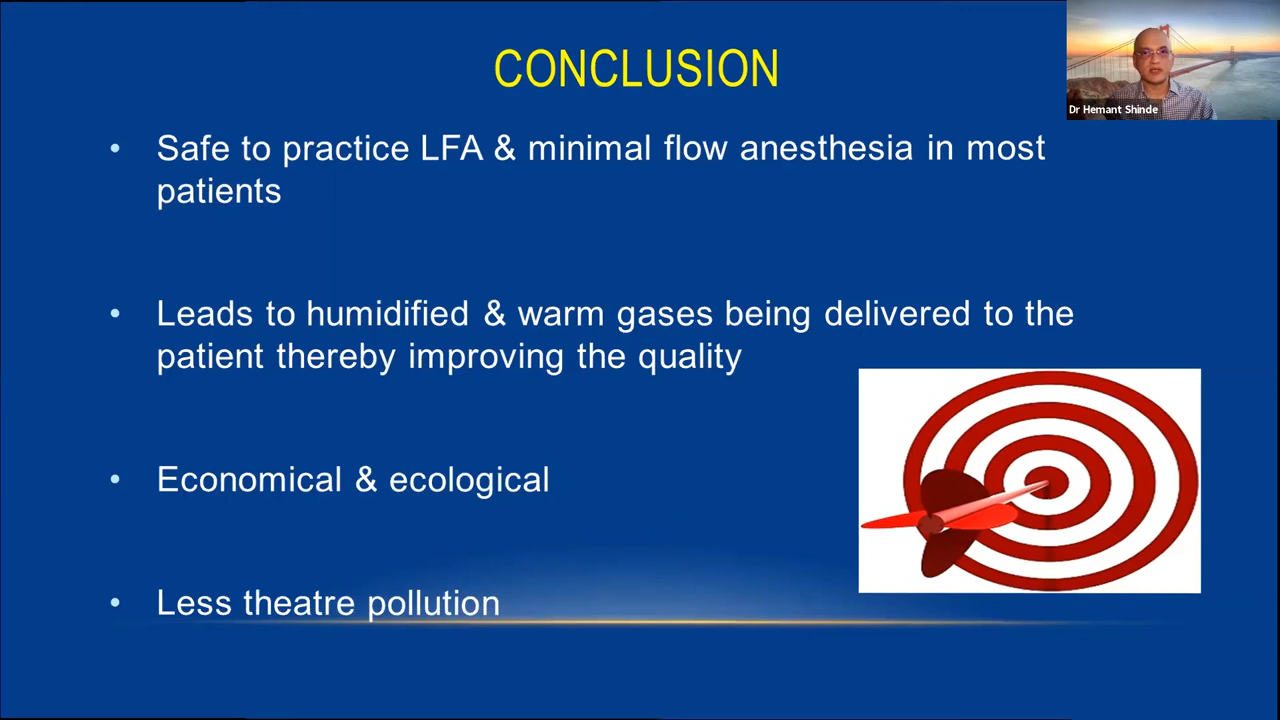 CONCLUSION
Dr Hemant Shinde
• Safe to practice LFA & minimal flow anesthesia in most
patients
• Leads to humidified & warm gases being delivered to the
patient thereby improving the quality
• Economical & ecological
• Less theatre pollution